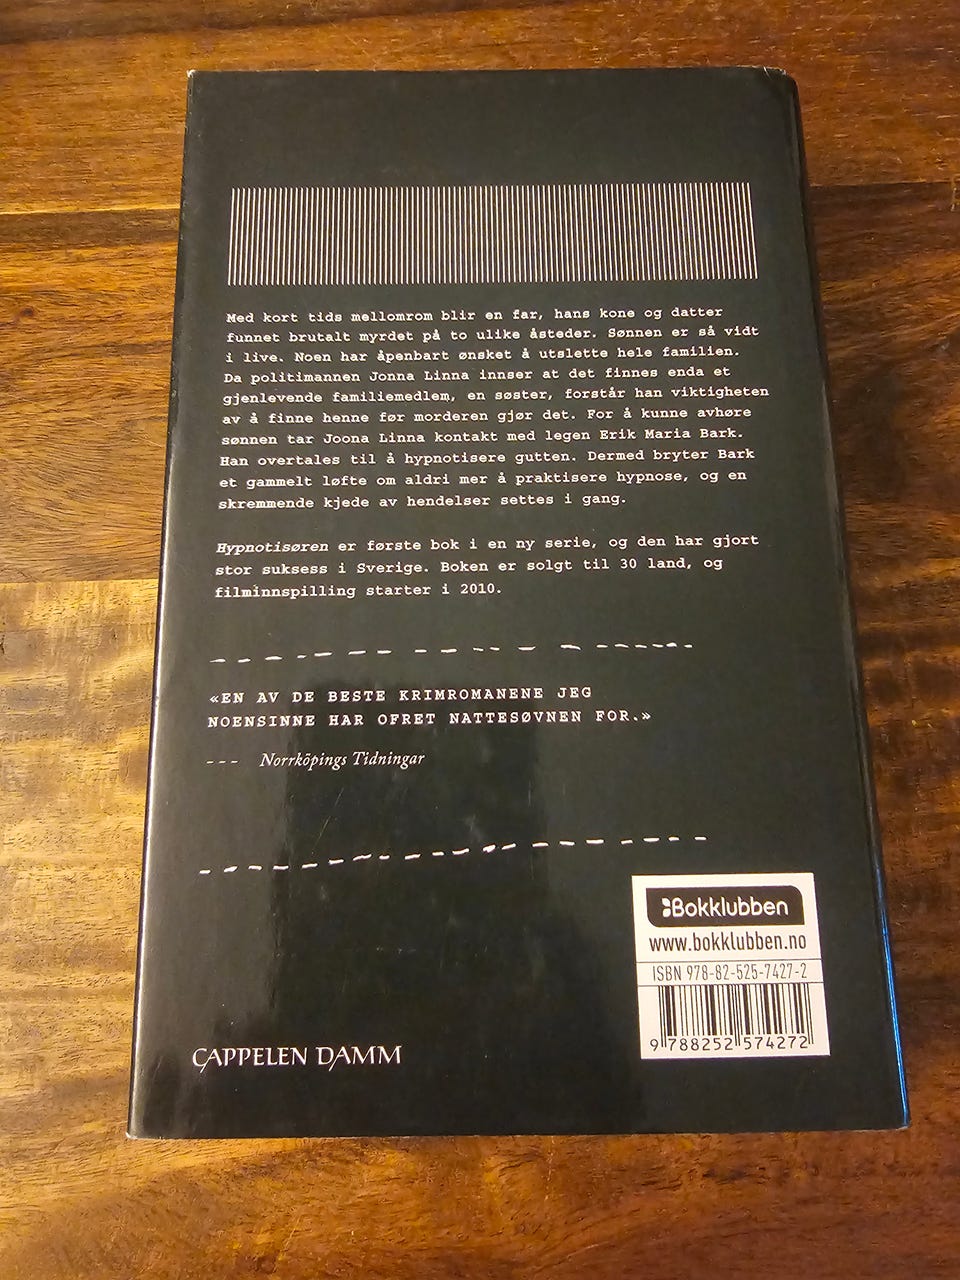 Med kort tids mellomrom blir en far, hans kone og datter
funnet brutalt myrdet på to ulike åsteder. Sønnen er så vidt
i live. Noen har åpenbart ønsket å utslette hele familien.
Da politimannen Jonna Linna innser at det finnes enda et
gjenlevende familiemedlem, en søster, forstår han viktigheten
av å finne henne før morderen gjør det. For å kunne avhøre
sønnen tar Joona Linna kontakt med legen Erik Maria Bark.
Han overtales til å hypnotisere gutten. Dermed bryter Bark
et gammelt løfte om aldri mer å praktisere hypnose, og en
skremmende kjede av hendelser settes i gang.
Hypnotisøren er første bok i en ny serie, og den har gjort
stor suksess i Sverige. Boken er solgt til 30 land, og
filminnspilling starter i 2010.
«EN AV DE BESTE KRIMROMANENE JEG
NOENSINNE HAR OFRET NATTESØVNEN FOR.»
--- Norrköpings Tidningar
Bokklubben
www.bokklubben.no
ISBN 978-82-525-7427-2
9 788252 574272
CAPPELEN DAMM